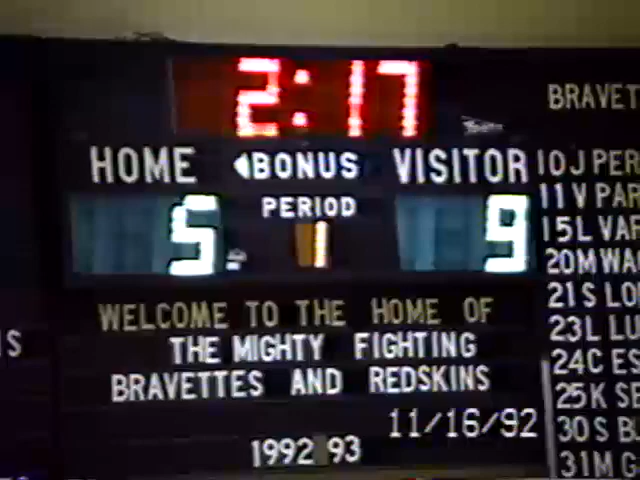 2:17
BRAVET
HOME ◀BONUS VISITOR
PERIOD
5 1 9
10 J PER
11 V PAR
15 L VAR
20 M WA
21 S LO
23 L LU
24 C ES
25 K SE
30 S B
31 M G
WELCOME TO THE HOME OF
THE MIGHTY FIGHTING
BRAVETTES AND REDSKINS
1992 93
11/16/92